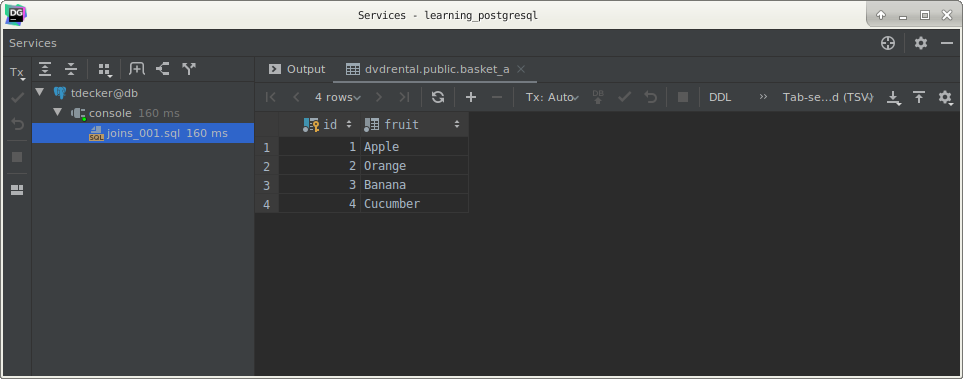 DG
Services - learning_postgresql
Services
Tx
Output
dvdrental.public.basket_a
tdecker@db
4 rows
Tx: Auto
DB
DDL
Tab-se...d (TSV)
console 160 ms
SQL
joins_001.sql 160 ms
id
fruit
1 1 Apple
2 2 Orange
3 3 Banana
4 4 Cucumber